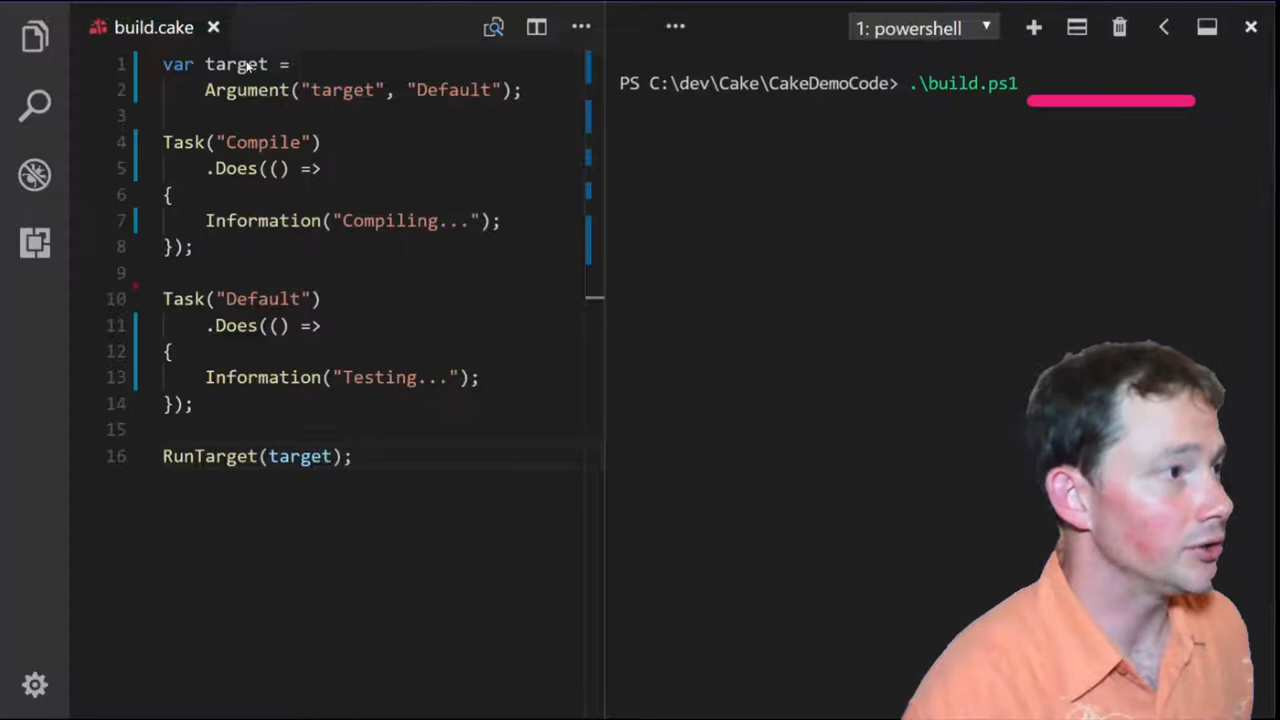 build.cake
1: powershell
1 var target =
2 Argument("target", "Default");
3
4 Task("Compile")
5 .Does(() =>
6 {
7 Information("Compiling...");
8 });
9
10 Task("Default")
11 .Does(() =>
12 {
13 Information("Testing...");
14 });
15
16 RunTarget(target);
PS C:\dev\Cake\CakeDemoCode> .\build.ps1